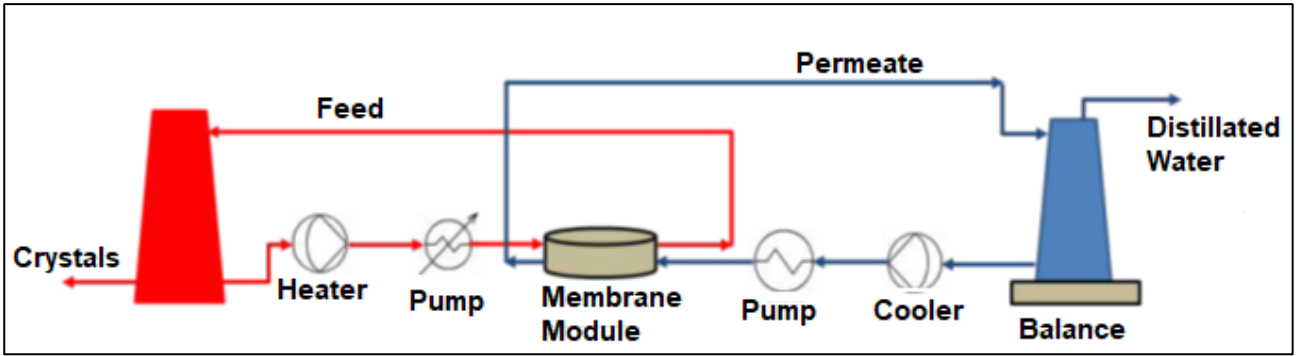 Permeate
Feed
Distillated
Water
Crystals
Heater
Pump
Membrane
Module
Pump
Cooler
Balance